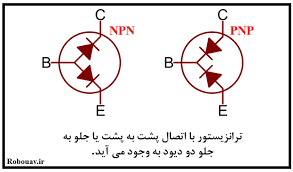 C NPN C PNP
B B
E E
ترانزیستور با اتصال پشت به پشت یا جلو به
جلو دو دیود به وجود می آید.
Robouav.ir